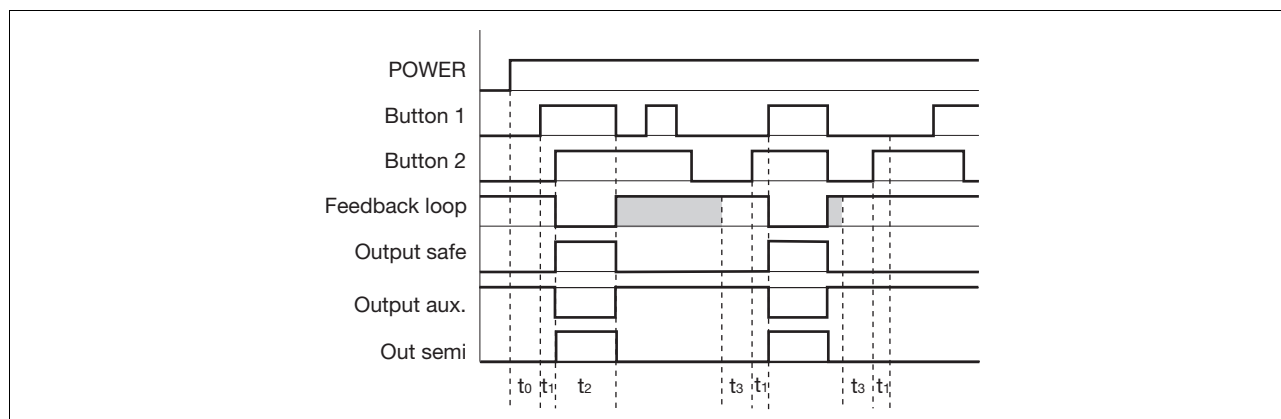 POWER
Button 1
Button 2
Feedback loop
Output safe
Output aux.
Out semi
t0 t1 t2 t3 t1 t3 t1